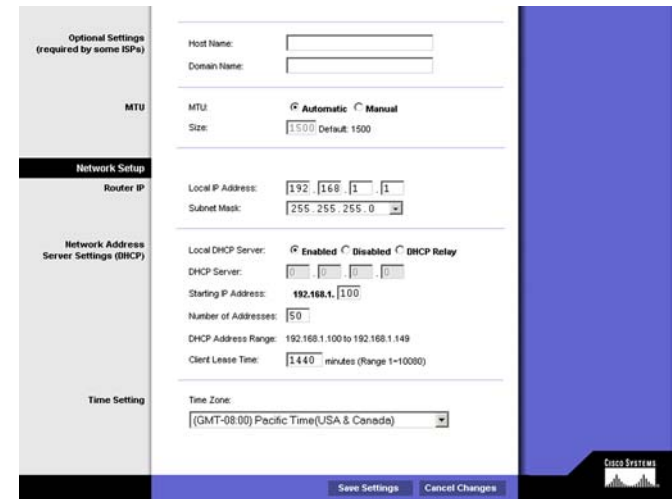 Optional Settings
(required by some ISPs)
Host Name:
Domain Name:
MTU
MTU: Automatic Manual
Size: 1500 Default: 1500
Network Setup
Router IP
Local IP Address: 192 . 168 . 1 . 1
Subnet Mask: 255.255.255.0
Network Address
Server Settings (DHCP)
Local DHCP Server: Enabled Disabled DHCP Relay
DHCP Server: 0 . 0 . 0 . 0
Starting IP Address: 192.168.1. 100
Number of Addresses: 50
DHCP Address Range: 192.168.1.100 to 192.168.1.149
Client Lease Time: 1440 minutes (Range 1~10080)
Time Setting
Time Zone:
(GMT-08:00) Pacific Time(USA & Canada)
Save Settings Cancel Changes
CISCO SYSTEMS